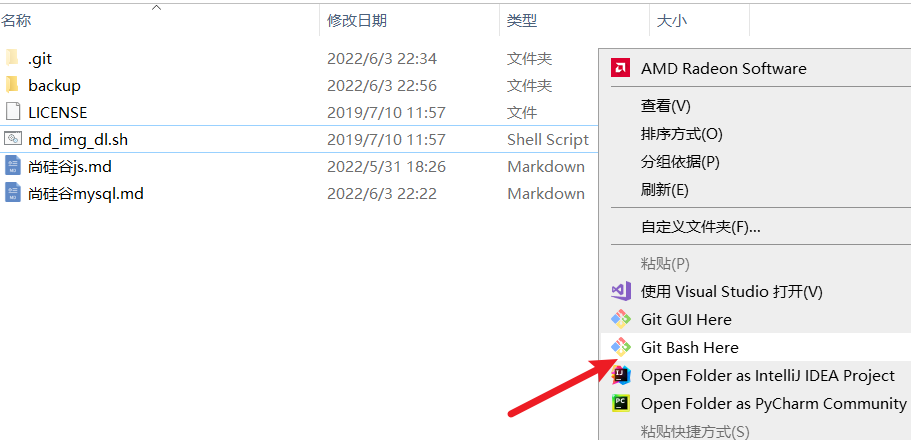 名称 修改日期 类型 大小
.git 2022/6/3 22:34 文件夹
backup 2022/6/3 22:56 文件夹
LICENSE 2019/7/10 11:57 文件
md_img_dl.sh 2019/7/10 11:57 Shell Script
尚硅谷js.md 2022/5/31 18:26 Markdown
尚硅谷mysql.md 2022/6/3 22:22 Markdown
AMD Radeon Software
查看(V)
排序方式(O)
分组依据(P)
刷新(E)
自定义文件夹(F)...
粘贴(P)
使用 Visual Studio 打开(V)
Git GUI Here
Git Bash Here
Open Folder as IntelliJ IDEA Project
Open Folder as PyCharm Community
粘贴快捷方式(S)